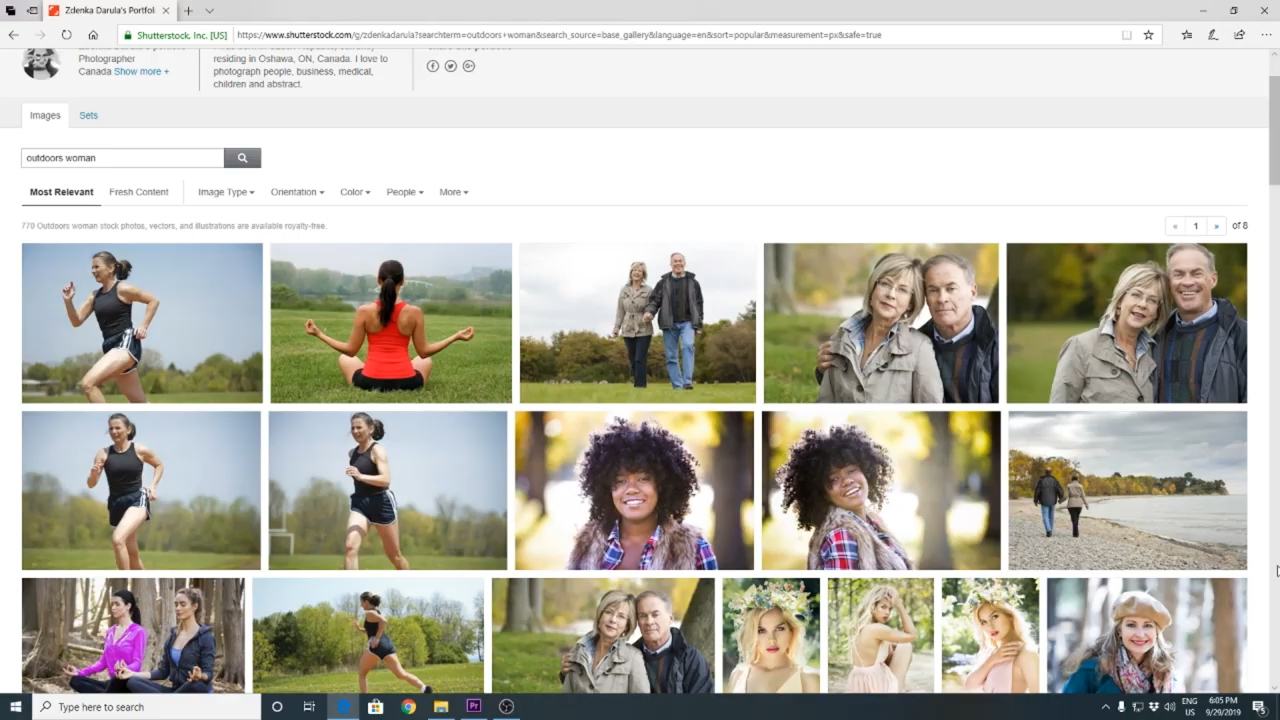 Zdenka Darula's Portfol
Shutterstock, Inc. [US]
https://www.shutterstock.com/g/zdenkadarula?searchterm=outdoors+woman&search_source=base_gallery&language=en&sort=popular&measurement=px&safe=true
Photographer
Canada Show more +
residing in Oshawa, ON, Canada. I love to
photograph people, business, medical,
children and abstract.
Images
Sets
outdoors woman
Most Relevant
Fresh Content
Image Type
Orientation
Color
People
More
770 Outdoors woman stock photos, vectors, and illustrations are available royalty-free.
« 1 » of 8
Type here to search
Pr
ENG
US
6:05 PM
9/29/2019
5